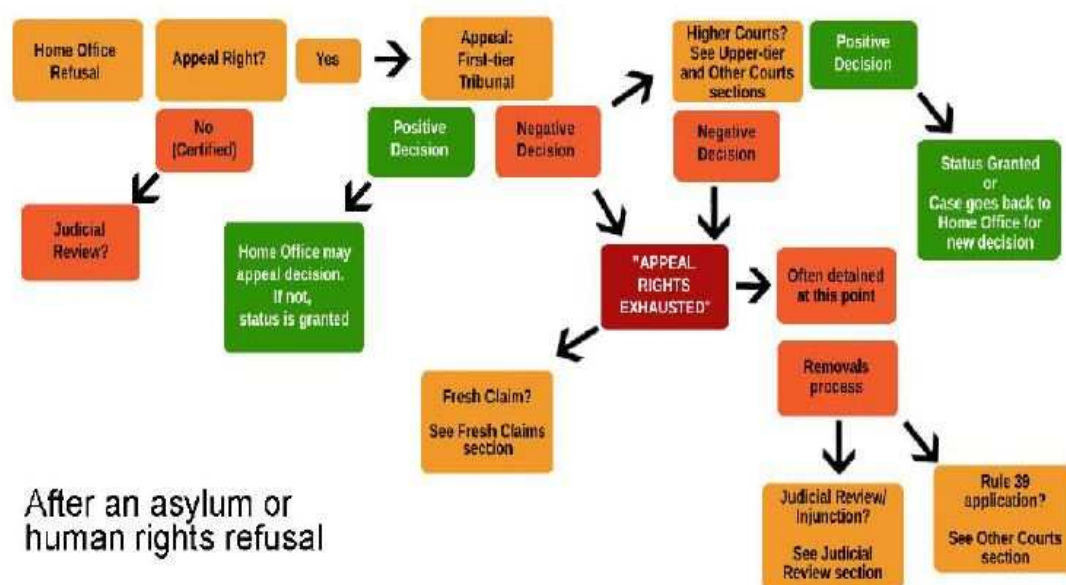 Home Office
Refusal
Appeal Right?
Yes
Appeal:
First-tier
Tribunal
Higher Courts?
See Upper-tier
and Other Courts
sections
Positive
Decision
No
(Certified)
Positive
Decision
Negative
Decision
Negative
Decision
Status Granted
or
Case goes back to
Home Office for
new decision
Judicial
Review?
Home Office may
appeal decision.
If not,
status is granted
"APPEAL
RIGHTS
EXHAUSTED"
Often detained
at this point
Removals
process
Fresh Claim?
See Fresh Claims
section
Judicial Review/
Injunction?
See Judicial
Review section
Rule 39
application?
See Other Courts
section
After an asylum or
human rights refusal